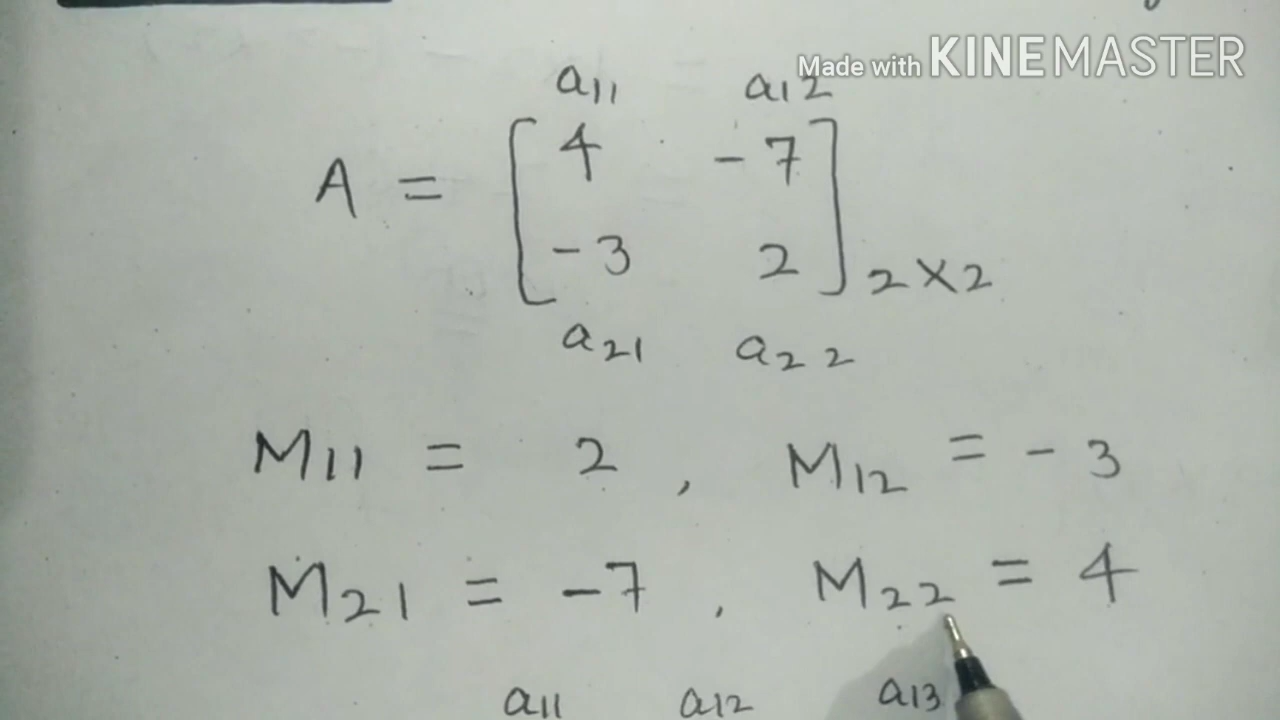 Made with KINEMASTER
a11 a12
A = [ 4 -7
-3 2 ] 2×2
a21 a22
M11 = 2 , M12 = -3
M21 = -7 , M22 = 4
a11 a12 a13